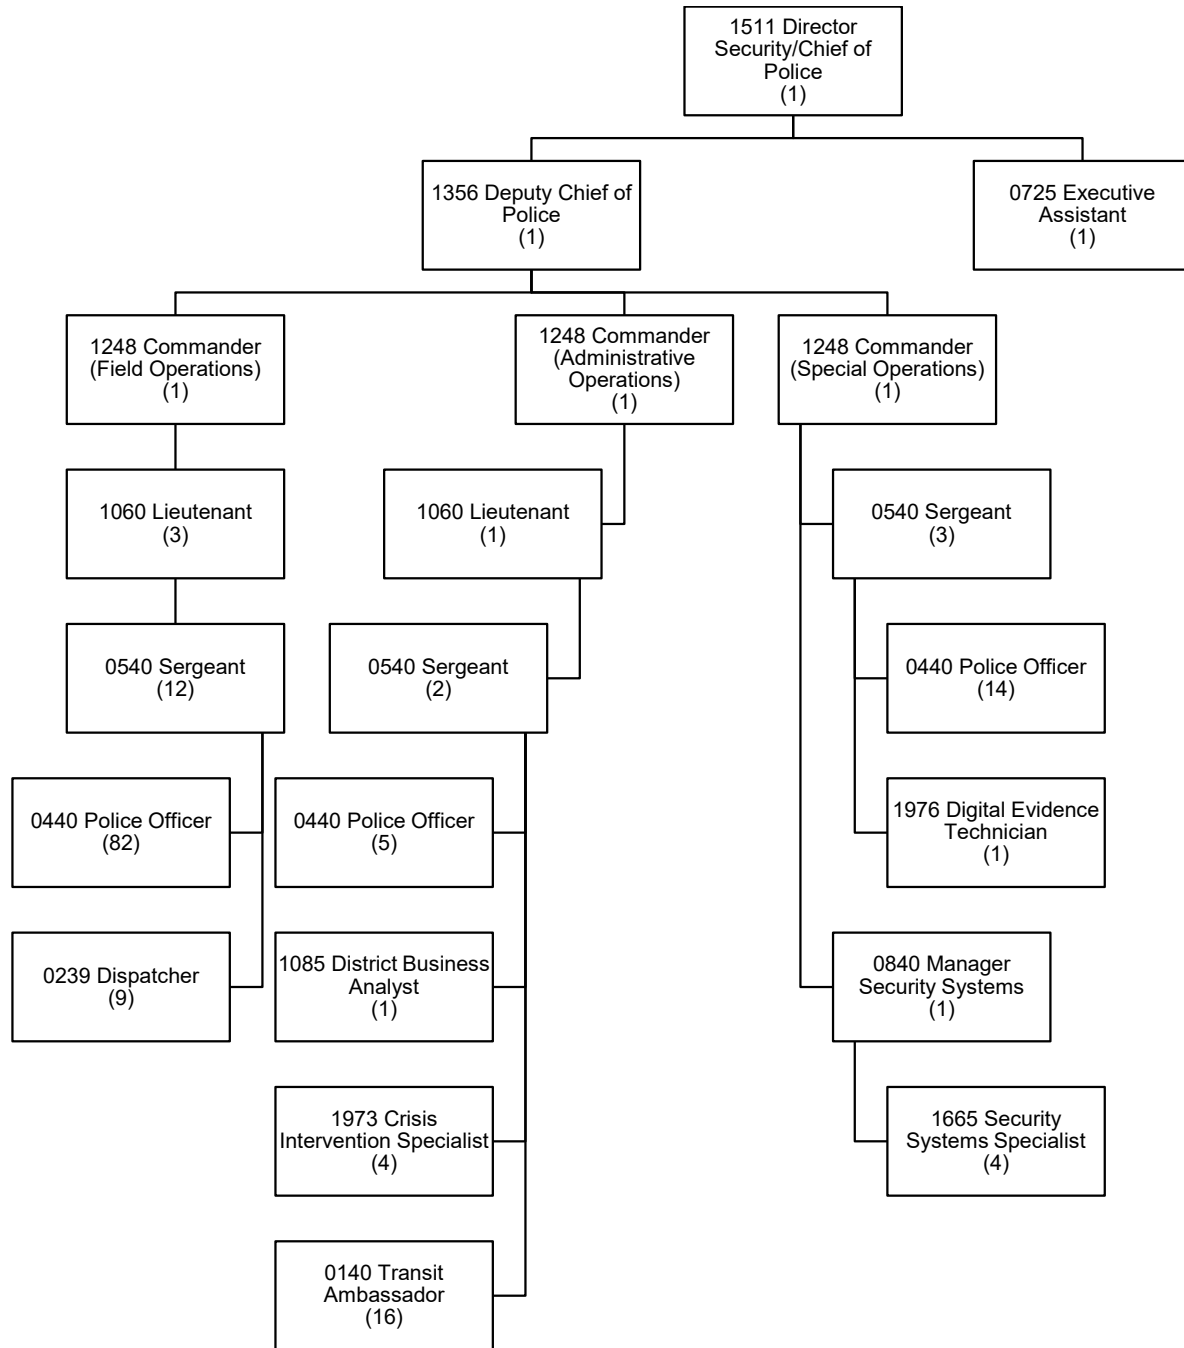 1511 Director
Security/Chief of
Police
(1)
1356 Deputy Chief of
Police
(1)
0725 Executive
Assistant
(1)
1248 Commander
(Field Operations)
(1)
1248 Commander
(Administrative
Operations)
(1)
1248 Commander
(Special Operations)
(1)
1060 Lieutenant
(3)
1060 Lieutenant
(1)
0540 Sergeant
(3)
0540 Sergeant
(12)
0540 Sergeant
(2)
0440 Police Officer
(14)
0440 Police Officer
(82)
0440 Police Officer
(5)
1976 Digital Evidence
Technician
(1)
0239 Dispatcher
(9)
1085 District Business
Analyst
(1)
0840 Manager
Security Systems
(1)
1973 Crisis
Intervention Specialist
(4)
1665 Security
Systems Specialist
(4)
0140 Transit
Ambassador
(16)